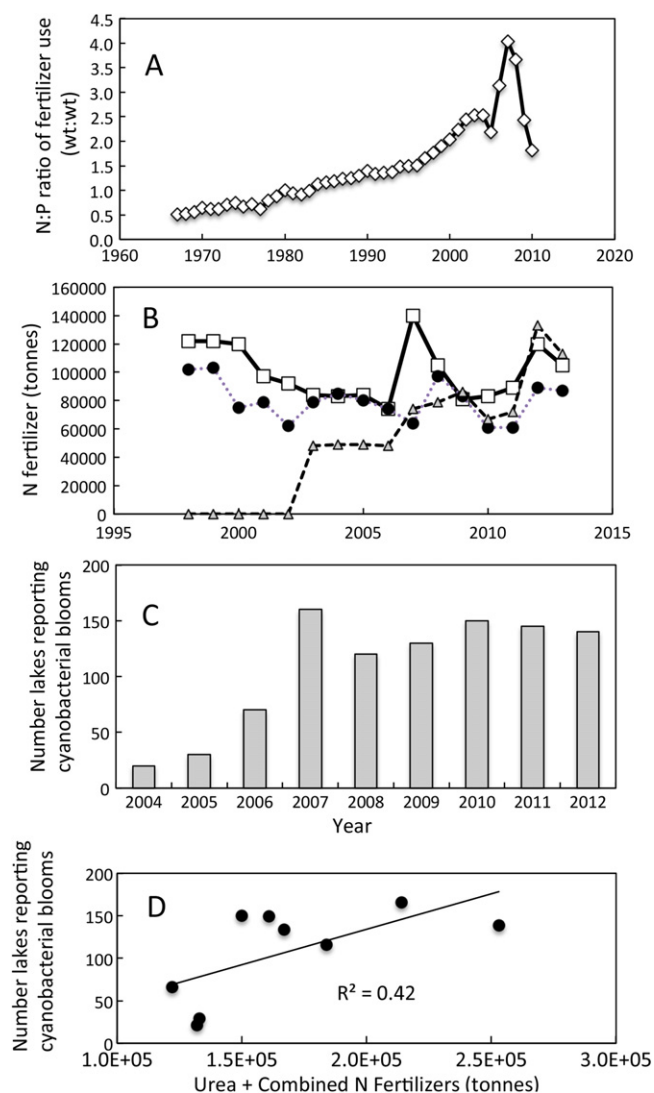 N:P ratio of fertilizer use
(wt:wt)
A
4.5
4.0
3.5
3.0
2.5
2.0
1.5
1.0
0.5
0.0
1960 1970 1980 1990 2000 2010 2020
N fertilizer (tonnes)
B
160000
140000
120000
100000
80000
60000
40000
20000
0
1995 2000 2005 2010 2015
Number lakes reporting
cyanobacterial blooms
C
200
150
100
50
0
2004 2005 2006 2007 2008 2009 2010 2011 2012
Year
Number lakes reporting
cyanobacterial blooms
D
200
150
100
50
0
R² = 0.42
1.0E+05 1.5E+05 2.0E+05 2.5E+05 3.0E+05
Urea + Combined N Fertilizers (tonnes)